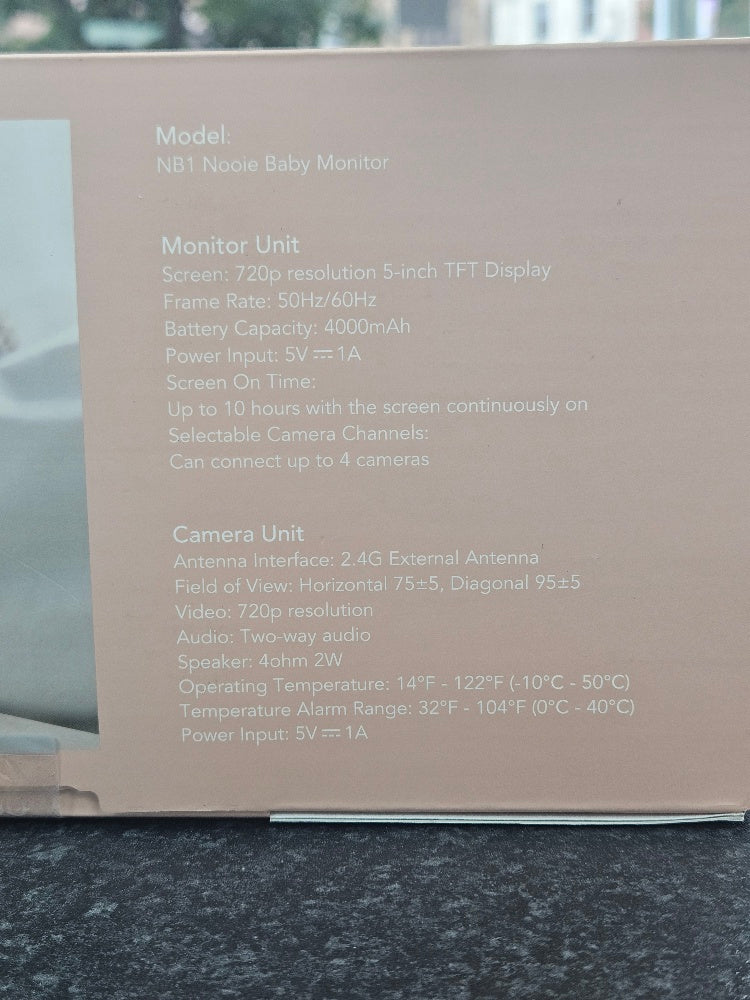 Model:
NB1 Nooie Baby Monitor
Monitor Unit
Screen: 720p resolution 5-inch TFT Display
Frame Rate: 50Hz/60Hz
Battery Capacity: 4000mAh
Power Input: 5V⎓1A
Screen On Time:
Up to 10 hours with the screen continuously on
Selectable Camera Channels:
Can connect up to 4 cameras
Camera Unit
Antenna Interface: 2.4G External Antenna
Field of View: Horizontal 75±5, Diagonal 95±5
Video: 720p resolution
Audio: Two-way audio
Speaker: 4ohm 2W
Operating Temperature: 14°F - 122°F (-10°C - 50°C)
Temperature Alarm Range: 32°F - 104°F (0°C - 40°C)
Power Input: 5V⎓1A